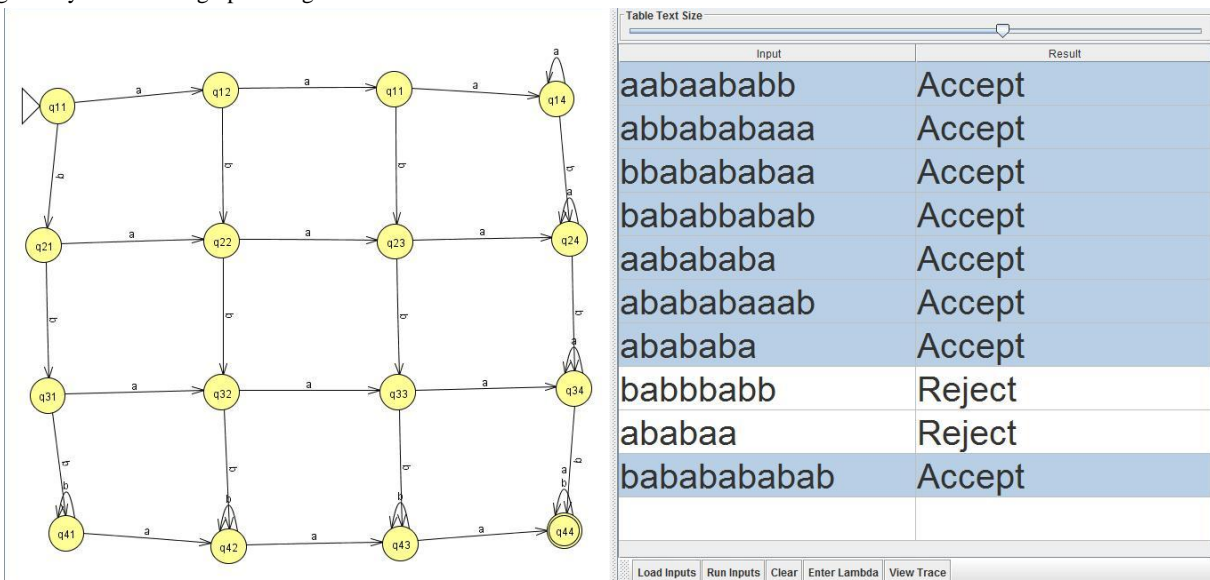 a
q11 a q12 a q11 a q14
b b b b
a
q21 a q22 a q23 a q24
b b b b
a
q31 a q32 a q33 a q34
b b b b
a
b b b b
q41 a q42 a q43 a q44
Table Text Size
Input Result
aabaababb Accept
abbababaaa Accept
bbabababaa Accept
bababbabab Accept
aabababa Accept
abababaaab Accept
abababa Accept
babbbabb Reject
ababaa Reject
bababababab Accept
Load Inputs Run Inputs Clear Enter Lambda View Trace